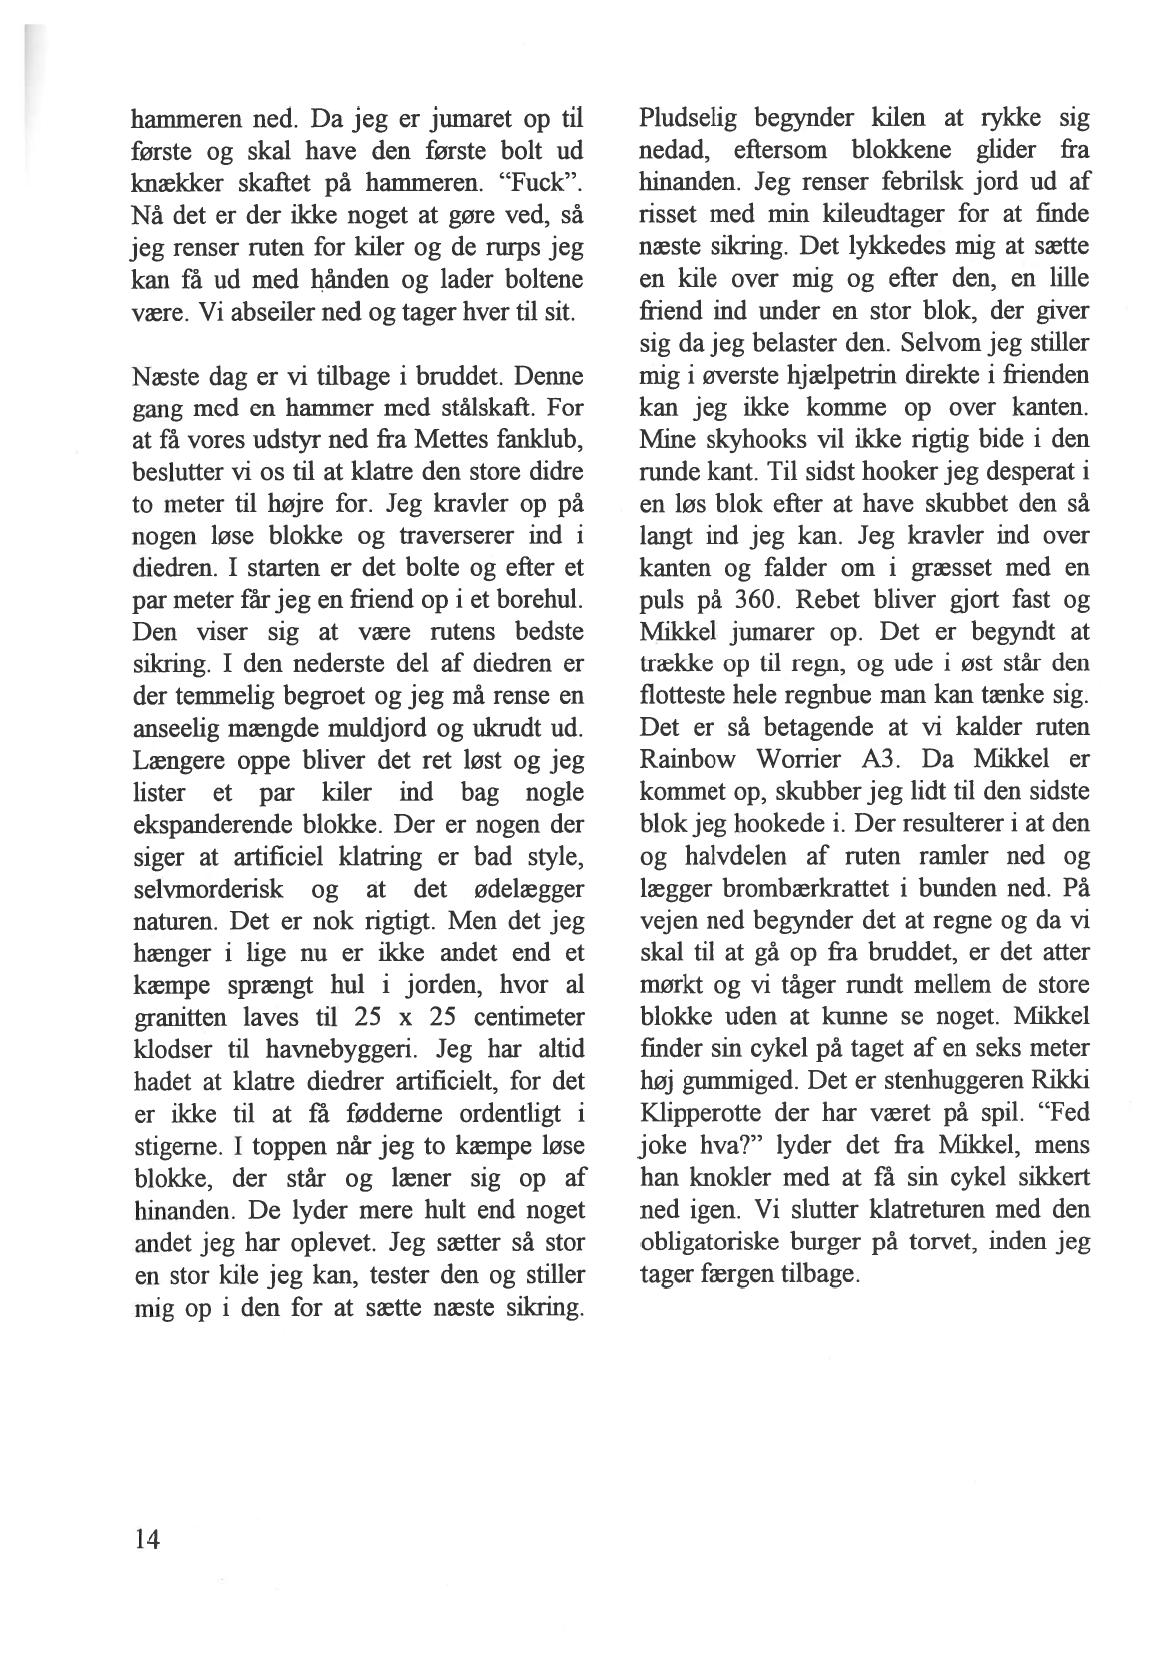 hammeren ned. Da jeg er jumaret op til
første og skal have den første bolt ud
knækker skaftet på hammeren. “Fuck”.
Nå det er der ikke noget at gøre ved, så
jeg renser ruten for kiler og de rurps jeg
kan få ud med hånden og lader boltene
være. Vi abseiler ned og tager hver til sit.
Næste dag er vi tilbage i bruddet. Denne
gang med en hammer med stålskaft. For
at få vores udstyr ned fra Mettes fanklub,
beslutter vi os til at klatre den store didre
to meter til højre for. Jeg kravler op på
nogen løse blokke og traverserer ind i
diedren. I starten er det bolte og efter et
par meter får jeg en friend op i et borehul.
Den viser sig at være rutens bedste
sikring. I den nederste del af diedren er
der temmelig begroet og jeg må rense en
anseelig mængde muldjord og ukrudt ud.
Længere oppe bliver det ret løst og jeg
lister et par kiler ind bag nogle
ekspanderende blokke. Der er nogen der
siger at artificiel klatring er bad style,
selvmorderisk og at det ødelægger
naturen. Det er nok rigtigt. Men det jeg
hænger i lige nu er ikke andet end et
kæmpe sprængt hul i jorden, hvor al
granitten laves til 25 x 25 centimeter
klodser til havnebyggeri. Jeg har altid
hadet at klatre diedrer artificielt, for det
er ikke til at få fødderne ordentligt i
stigerne. I toppen når jeg to kæmpe løse
blokke, der står og læner sig op af
hinanden. De lyder mere hult end noget
andet jeg har oplevet. Jeg sætter så stor
en stor kile jeg kan, tester den og stiller
mig op i den for at sætte næste sikring.
Pludselig begynder kilen at rykke sig
nedad, eftersom blokkene glider fra
hinanden. Jeg renser febrilsk jord ud af
risset med min kileudtager for at finde
næste sikring. Det lykkedes mig at sætte
en kile over mig og efter den, en lille
friend ind under en stor blok, der giver
sig da jeg belaster den. Selvom jeg stiller
mig i øverste hjælpetrin direkte i frienden
kan jeg ikke komme op over kanten.
Mine skyhooks vil ikke rigtig bide i den
runde kant. Til sidst hooker jeg desperat i
en løs blok efter at have skubbet den så
langt ind jeg kan. Jeg kravler ind over
kanten og falder om i græsset med en
puls på 360. Rebet bliver gjort fast og
Mikkel jumarer op. Det er begyndt at
trække op til regn, og ude i øst står den
flotteste hele regnbue man kan tænke sig.
Det er så betagende at vi kalder ruten
Rainbow Worrier A3. Da Mikkel er
kommet op, skubber jeg lidt til den sidste
blok jeg hookede i. Der resulterer i at den
og halvdelen af ruten ramler ned og
lægger brombærkrattet i bunden ned. På
vejen ned begynder det at regne og da vi
skal til at gå op fra bruddet, er det atter
mørkt og vi tåger rundt mellem de store
blokke uden at kunne se noget. Mikkel
finder sin cykel på taget af en seks meter
høj gummiged. Det er stenhuggeren Rikki
Klipperotte der har været på spil. “Fed
joke hva?” lyder det fra Mikkel, mens
han knokler med at få sin cykel sikkert
ned igen. Vi slutter klatreturen med den
obligatoriske burger på torvet, inden jeg
tager færgen tilbage.
14